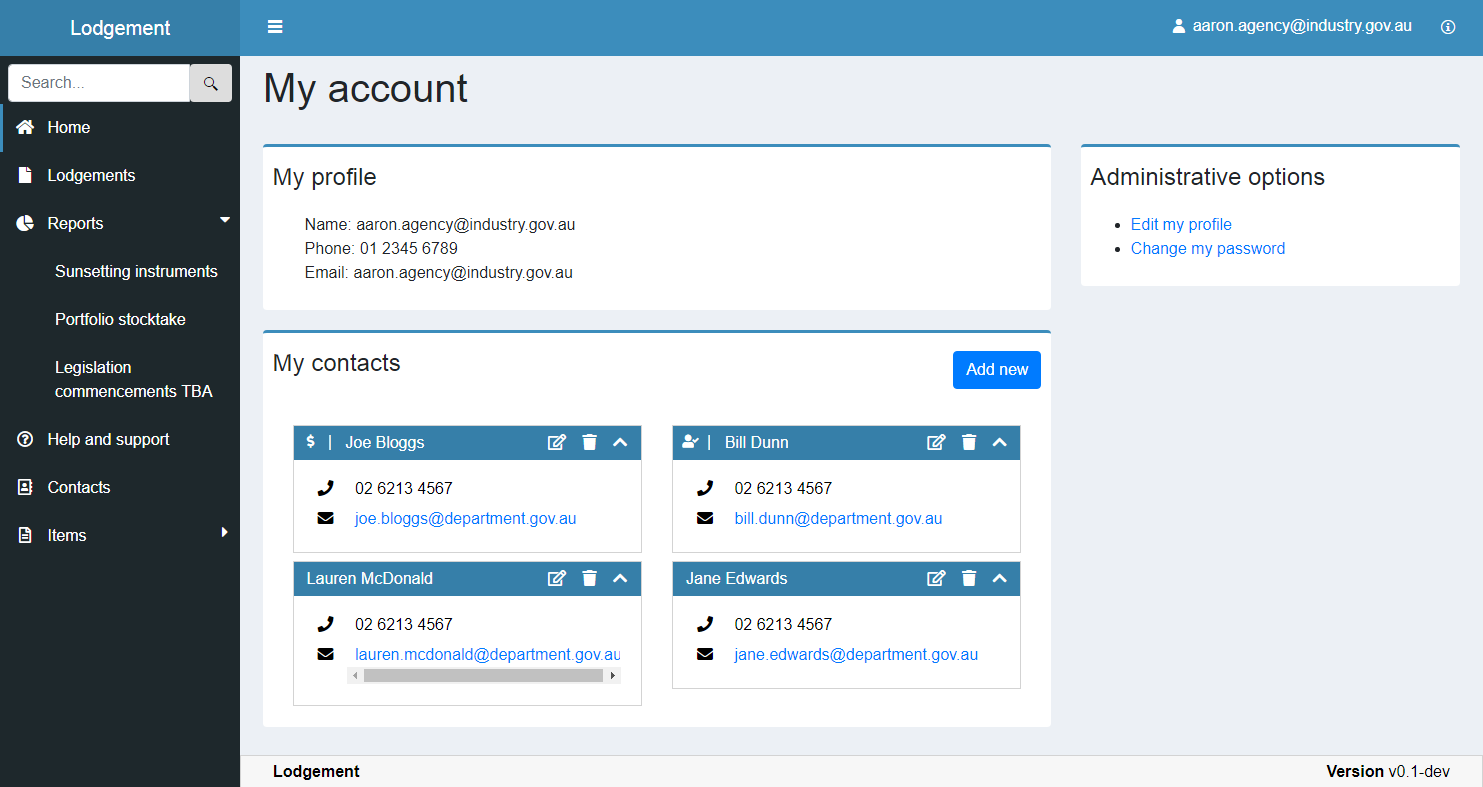 Lodgement
aaron.agency@industry.gov.au
Search...
Home
Lodgements
Reports
Sunsetting instruments
Portfolio stocktake
Legislation
commencements TBA
Help and support
Contacts
Items
My account
My profile
Name: aaron.agency@industry.gov.au
Phone: 01 2345 6789
Email: aaron.agency@industry.gov.au
Administrative options
Edit my profile
Change my password
My contacts
Add new
$ | Joe Bloggs
02 6213 4567
joe.bloggs@department.gov.au
| Bill Dunn
02 6213 4567
bill.dunn@department.gov.au
Lauren McDonald
02 6213 4567
lauren.mcdonald@department.gov.au
Jane Edwards
02 6213 4567
jane.edwards@department.gov.au
Lodgement
Version v0.1-dev